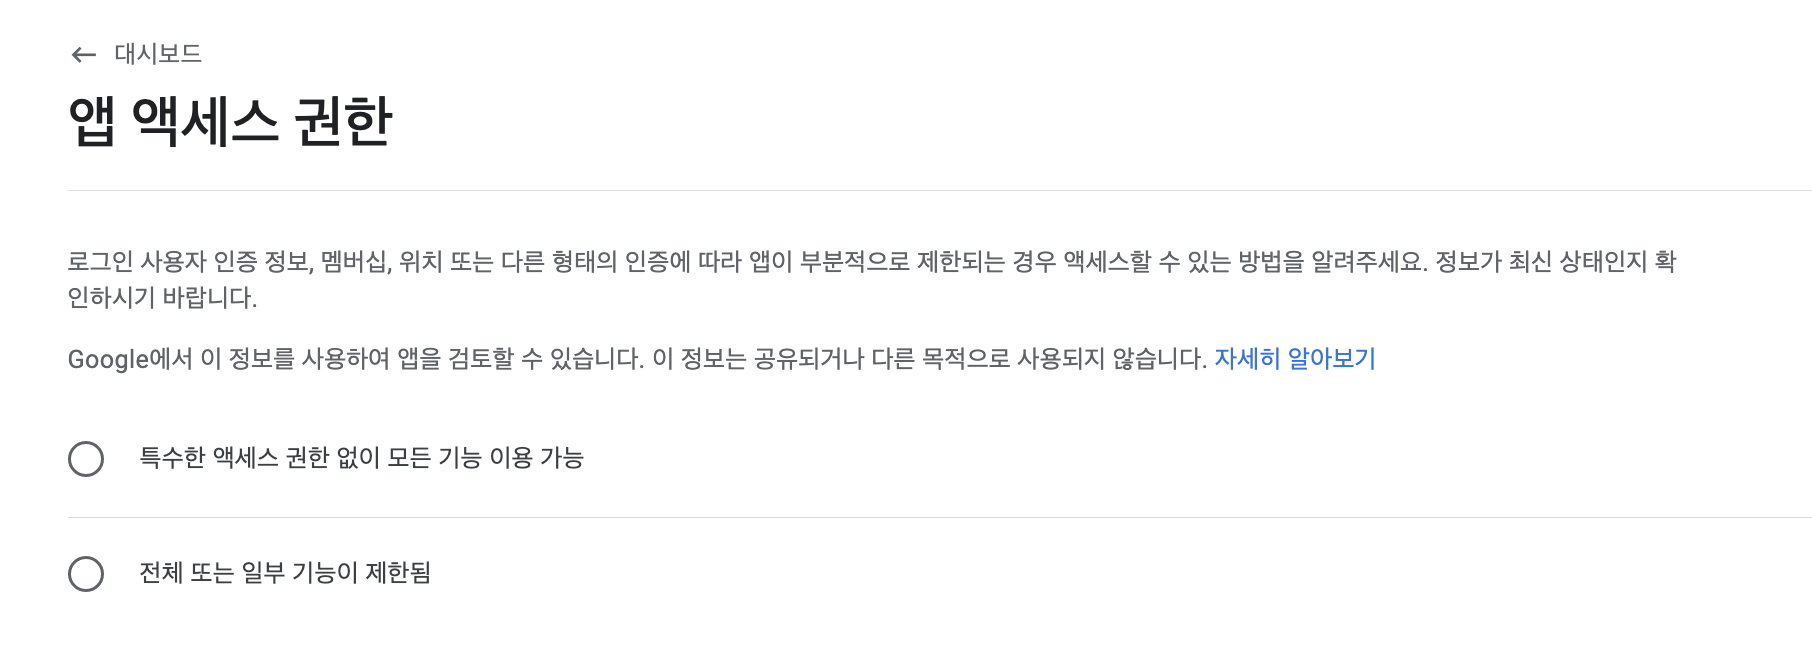 대시보드
앱 액세스 권한
로그인 사용자 인증 정보, 멤버십, 위치 또는 다른 형태의 인증에 따라 앱이 부분적으로 제한되는 경우 액세스할 수 있는 방법을 알려주세요. 정보가 최신 상태인지 확
인하시기 바랍니다.
Google에서 이 정보를 사용하여 앱을 검토할 수 있습니다. 이 정보는 공유되거나 다른 목적으로 사용되지 않습니다. 자세히 알아보기
특수한 액세스 권한 없이 모든 기능 이용 가능
전체 또는 일부 기능이 제한됨